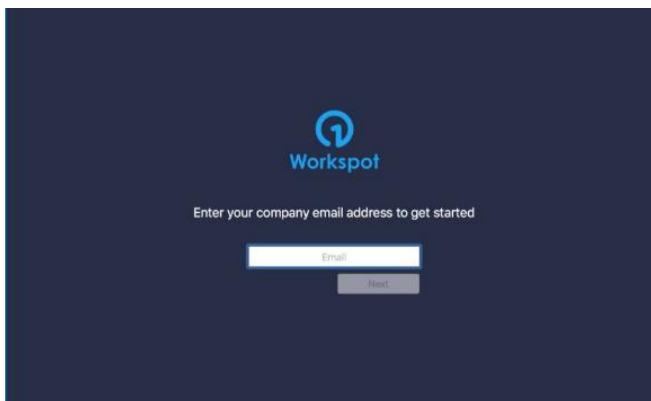 Workspot
Enter your company email address to get started
Email
Next